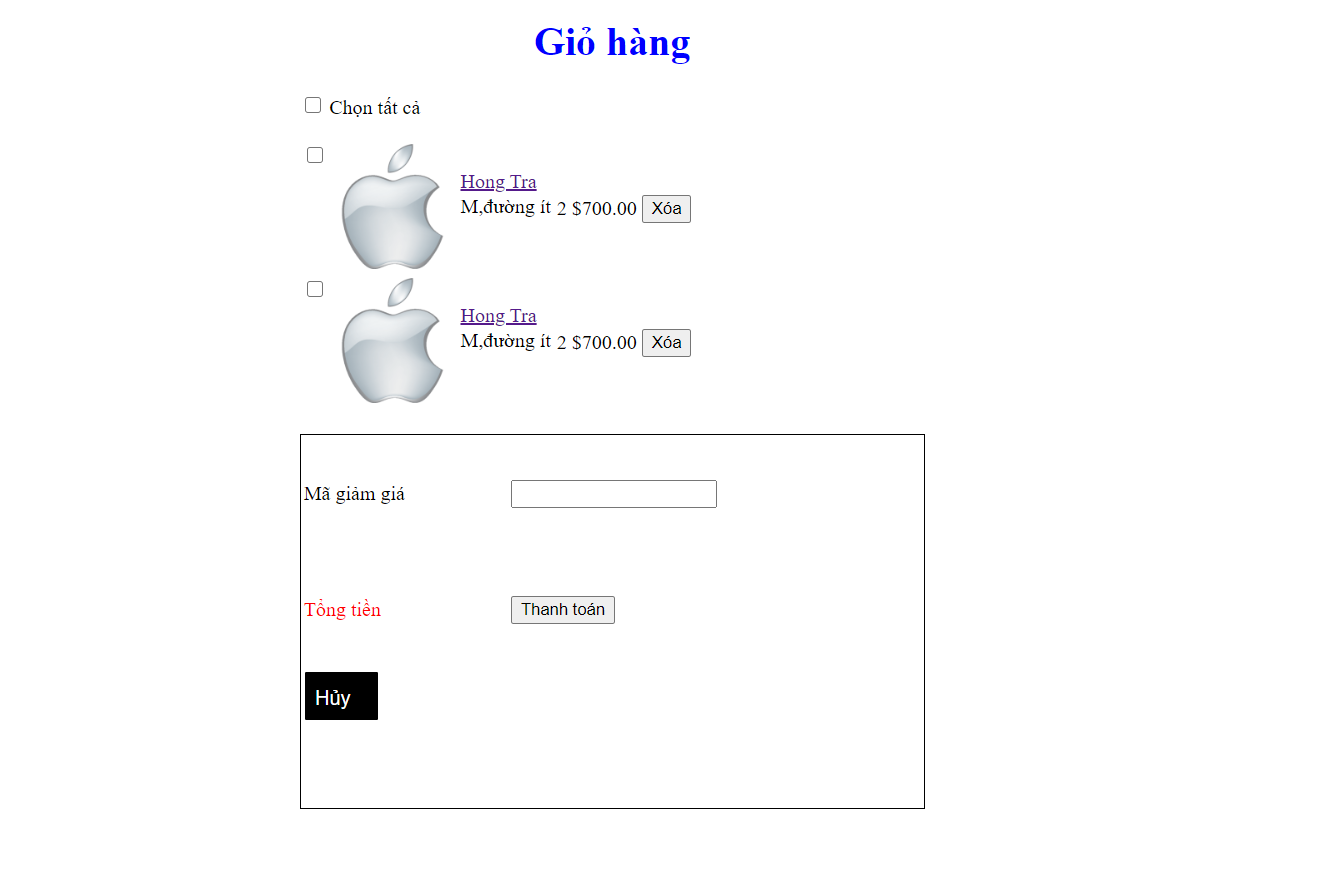 Giỏ hàng
Chọn tất cả
Hong Tra
M,đường ít 2 $700.00 Xóa
Hong Tra
M,đường ít 2 $700.00 Xóa
Mã giảm giá
Tổng tiền Thanh toán
Hủy